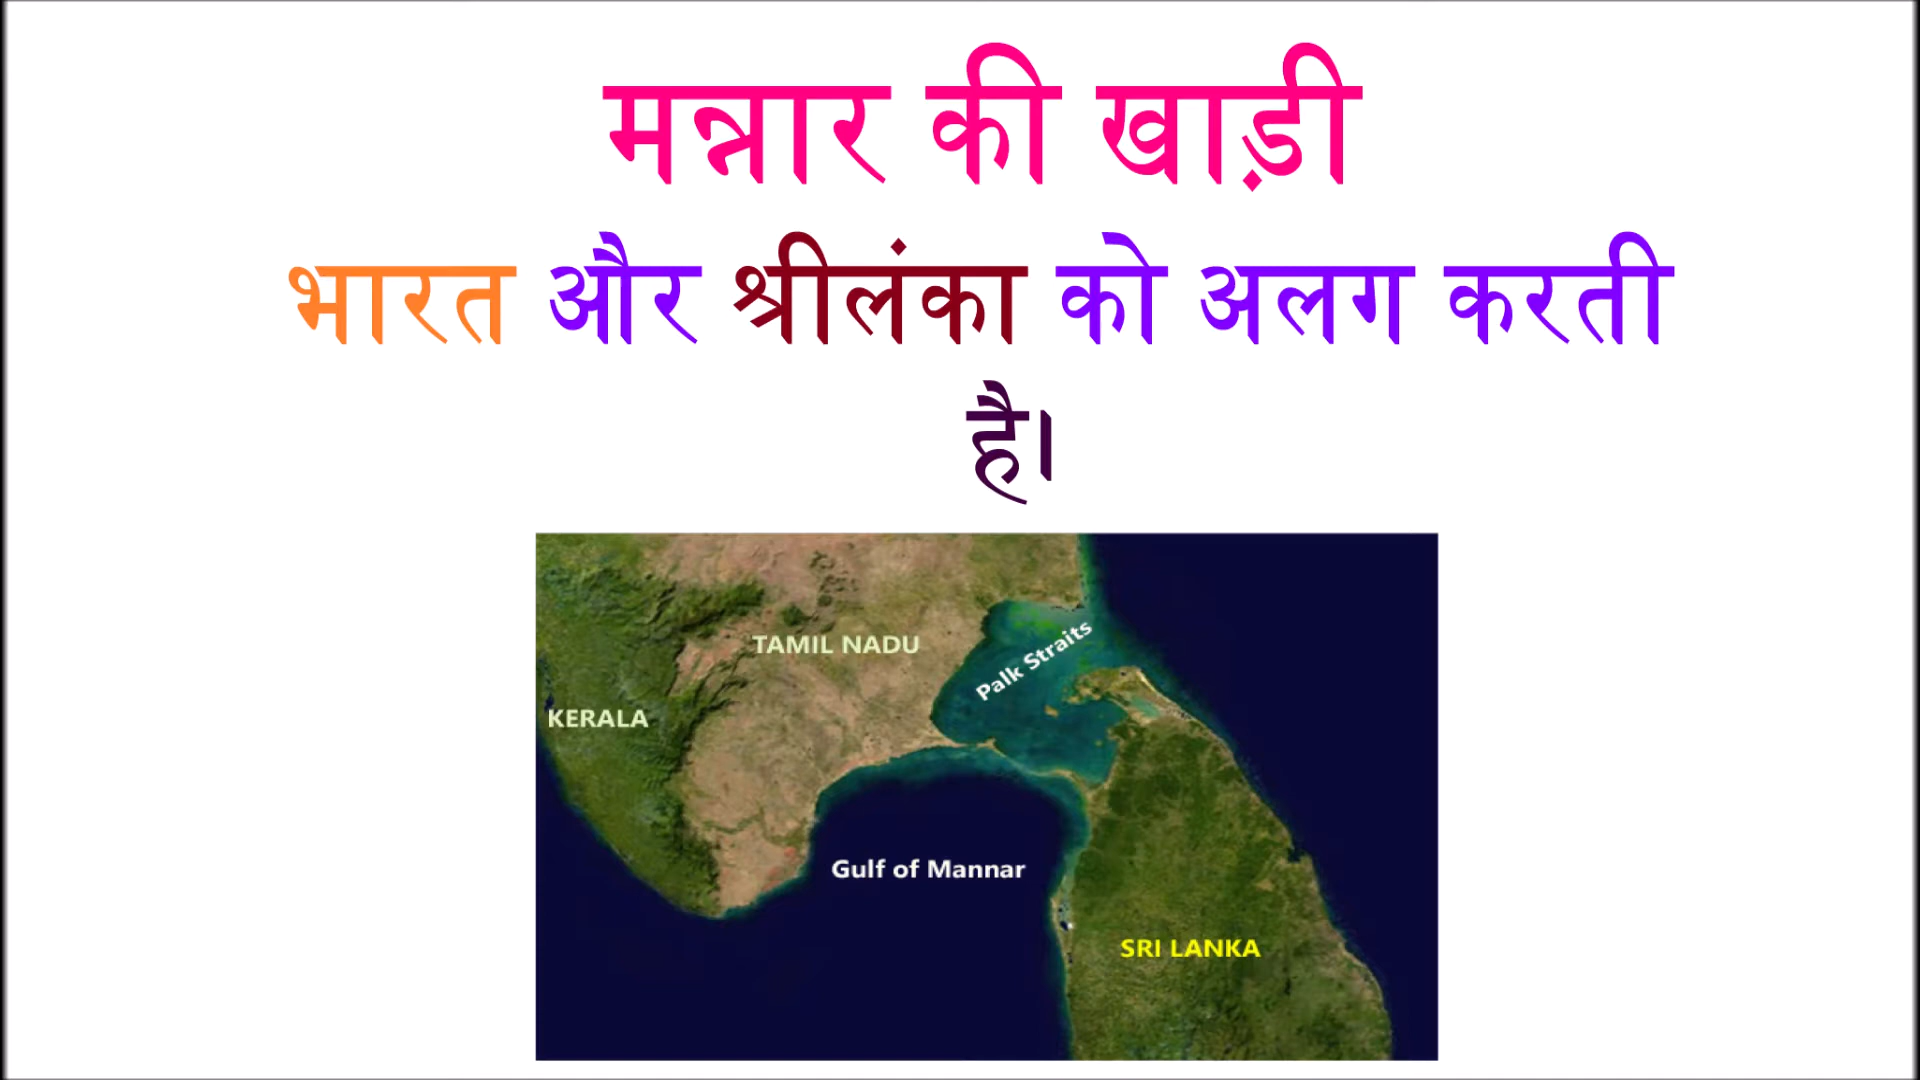 मन्नार की खाड़ी
भारत और श्रीलंका को अलग करती
है।
TAMIL NADU
Palk Straits
KERALA
Gulf of Mannar
SRI LANKA